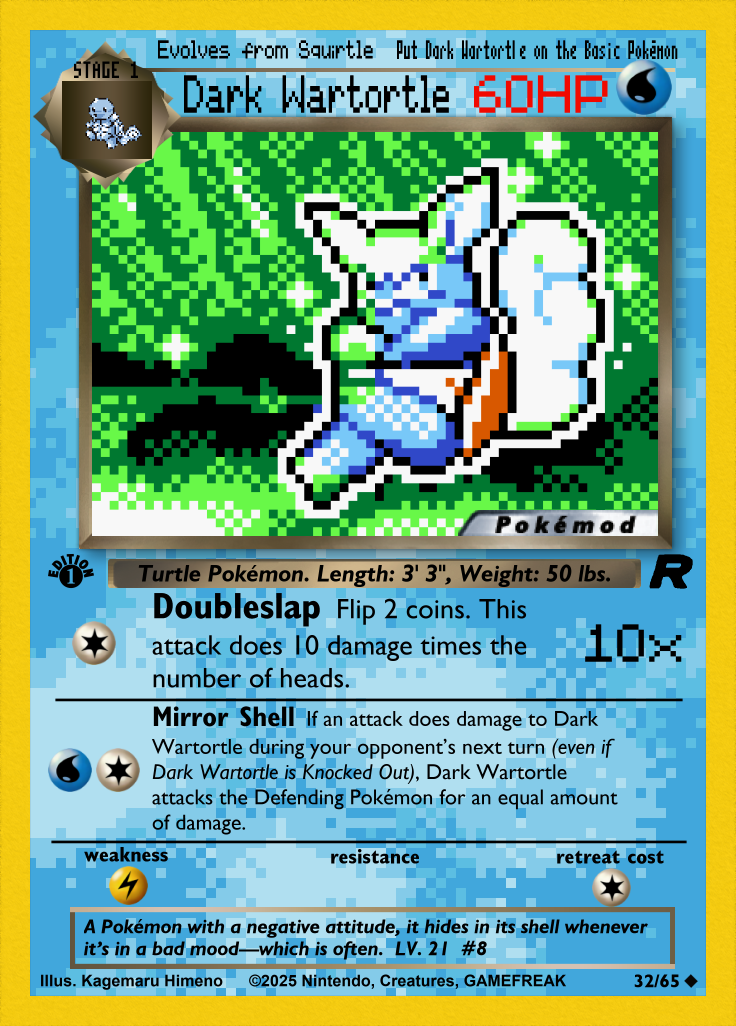 Evolves from Squirtle Put Dark Wartortle on the Basic Pokémon
STAGE 1
Dark Wartortle 60HP
Pokémod
EDITION
1
Turtle Pokémon. Length: 3' 3", Weight: 50 lbs.
R
Doubleslap Flip 2 coins. This
attack does 10 damage times the
number of heads.
10x
Mirror Shell If an attack does damage to Dark
Wartortle during your opponent's next turn (even if
Dark Wartortle is Knocked Out), Dark Wartortle
attacks the Defending Pokémon for an equal amount
of damage.
weakness resistance retreat cost
A Pokémon with a negative attitude, it hides in its shell whenever
it's in a bad mood—which is often. LV. 21 #8
Illus. Kagemaru Himeno ©2025 Nintendo, Creatures, GAMEFREAK 32/65